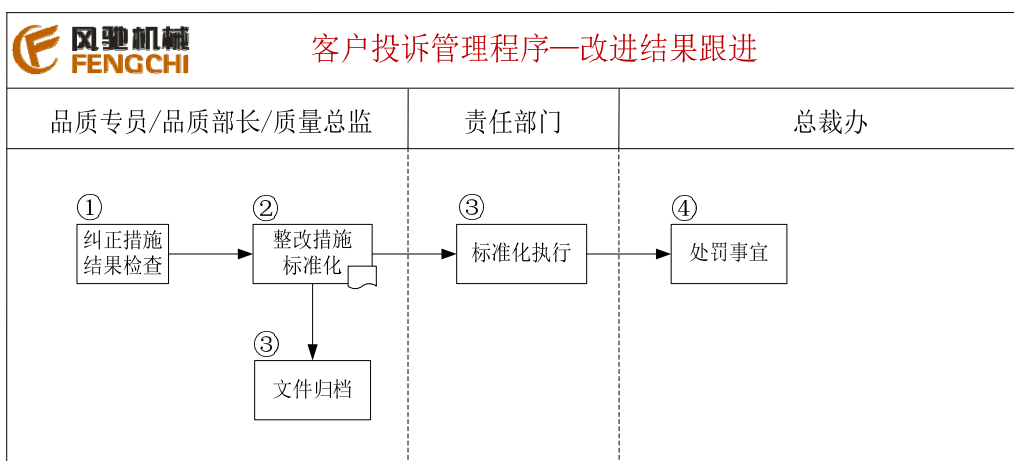 风驰机械
FENGCHI
客户投诉管理程序—改进结果跟进
品质专员/品质部长/质量总监
责任部门
总裁办
①
纠正措施
结果检查
②
整改措施
标准化
③
标准化执行
④
处罚事宜
③
文件归档